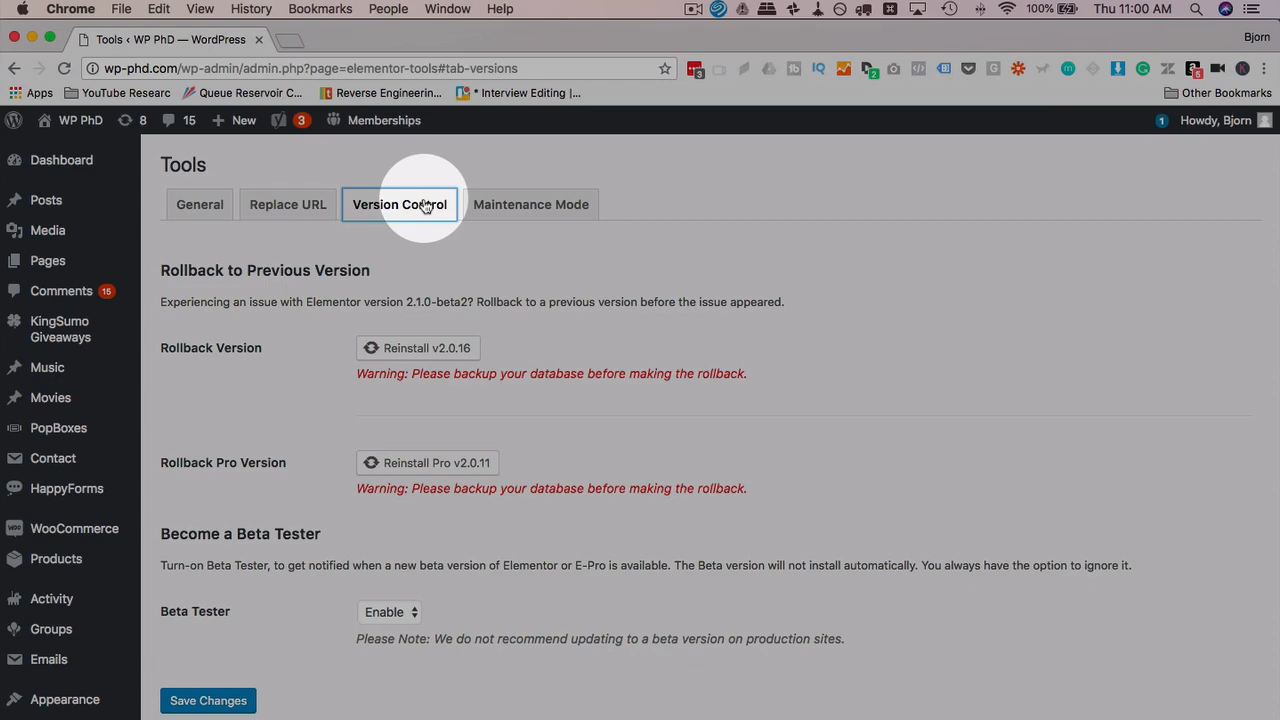 Chrome File Edit View History Bookmarks People Window Help 100% Thu 11:00 AM
Tools ‹ WP PhD — WordPress Bjorn
wp-phd.com/wp-admin/admin.php?page=elementor-tools#tab-versions
Apps YouTube Researc Queue Reservoir C... Reverse Engineerin... * Interview Editing |... Other Bookmarks
WP PhD 8 15 New 3 Memberships 1 Howdy, Bjorn
Dashboard
Posts
Media
Pages
Comments 15
KingSumo
Giveaways
Music
Movies
PopBoxes
Contact
HappyForms
WooCommerce
Products
Activity
Groups
Emails
Appearance
Tools
General Replace URL Version Control Maintenance Mode
Rollback to Previous Version
Experiencing an issue with Elementor version 2.1.0-beta2? Rollback to a previous version before the issue appeared.
Rollback Version Reinstall v2.0.16
Warning: Please backup your database before making the rollback.
Rollback Pro Version Reinstall Pro v2.0.11
Warning: Please backup your database before making the rollback.
Become a Beta Tester
Turn-on Beta Tester, to get notified when a new beta version of Elementor or E-Pro is available. The Beta version will not install automatically. You always have the option to ignore it.
Beta Tester Enable
Please Note: We do not recommend updating to a beta version on production sites.
Save Changes